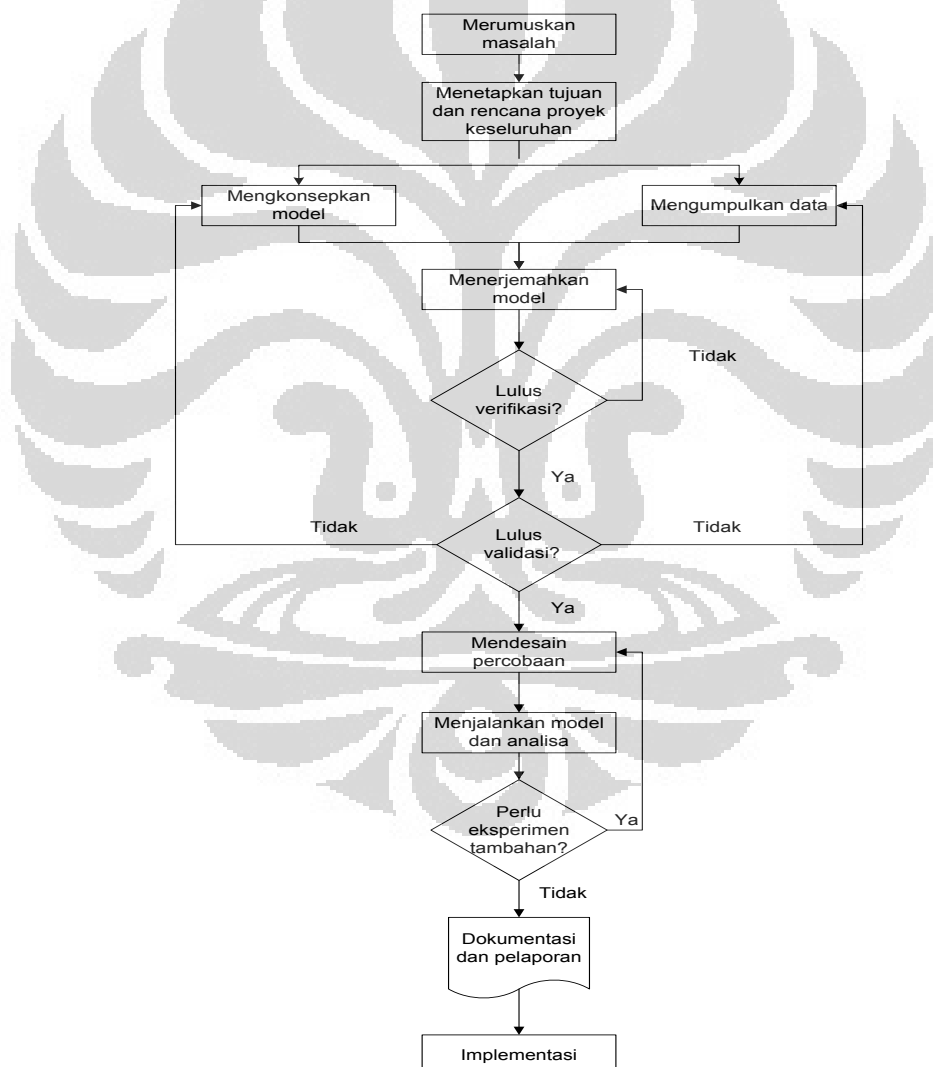 Merumuskan
masalah
Menetapkan tujuan
dan rencana proyek
keseluruhan
Mengkonsepkan
model
Mengumpulkan data
Menerjemahkan
model
Tidak
Lulus
verifikasi?
Ya
Tidak
Lulus
validasi?
Tidak
Ya
Mendesain
percobaan
Menjalankan model
dan analisa
Perlu
eksperimen
tambahan?
Ya
Tidak
Dokumentasi
dan pelaporan
Implementasi